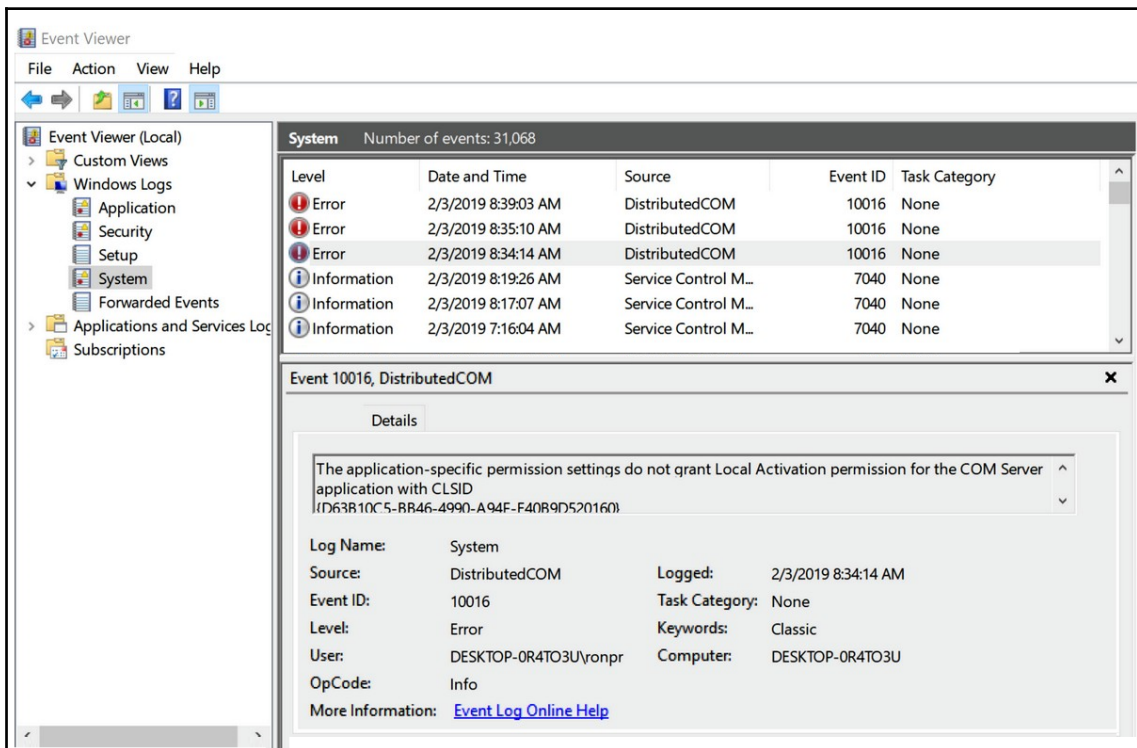 Event Viewer
File Action View Help
Event Viewer (Local)
Custom Views
Windows Logs
Application
Security
Setup
System
Forwarded Events
Applications and Services Log
Subscriptions
System Number of events: 31,068
Level Date and Time Source Event ID Task Category
Error 2/3/2019 8:39:03 AM DistributedCOM 10016 None
Error 2/3/2019 8:35:10 AM DistributedCOM 10016 None
Error 2/3/2019 8:34:14 AM DistributedCOM 10016 None
Information 2/3/2019 8:19:26 AM Service Control M... 7040 None
Information 2/3/2019 8:17:07 AM Service Control M... 7040 None
Information 2/3/2019 7:16:04 AM Service Control M... 7040 None
Event 10016, DistributedCOM
Details
The application-specific permission settings do not grant Local Activation permission for the COM Server
application with CLSID
{D63B10C5-BB46-4990-A94F-E40B9D520160}
Log Name: System
Source: DistributedCOM Logged: 2/3/2019 8:34:14 AM
Event ID: 10016 Task Category: None
Level: Error Keywords: Classic
User: DESKTOP-0R4TO3U\ronpr Computer: DESKTOP-0R4TO3U
OpCode: Info
More Information: Event Log Online Help